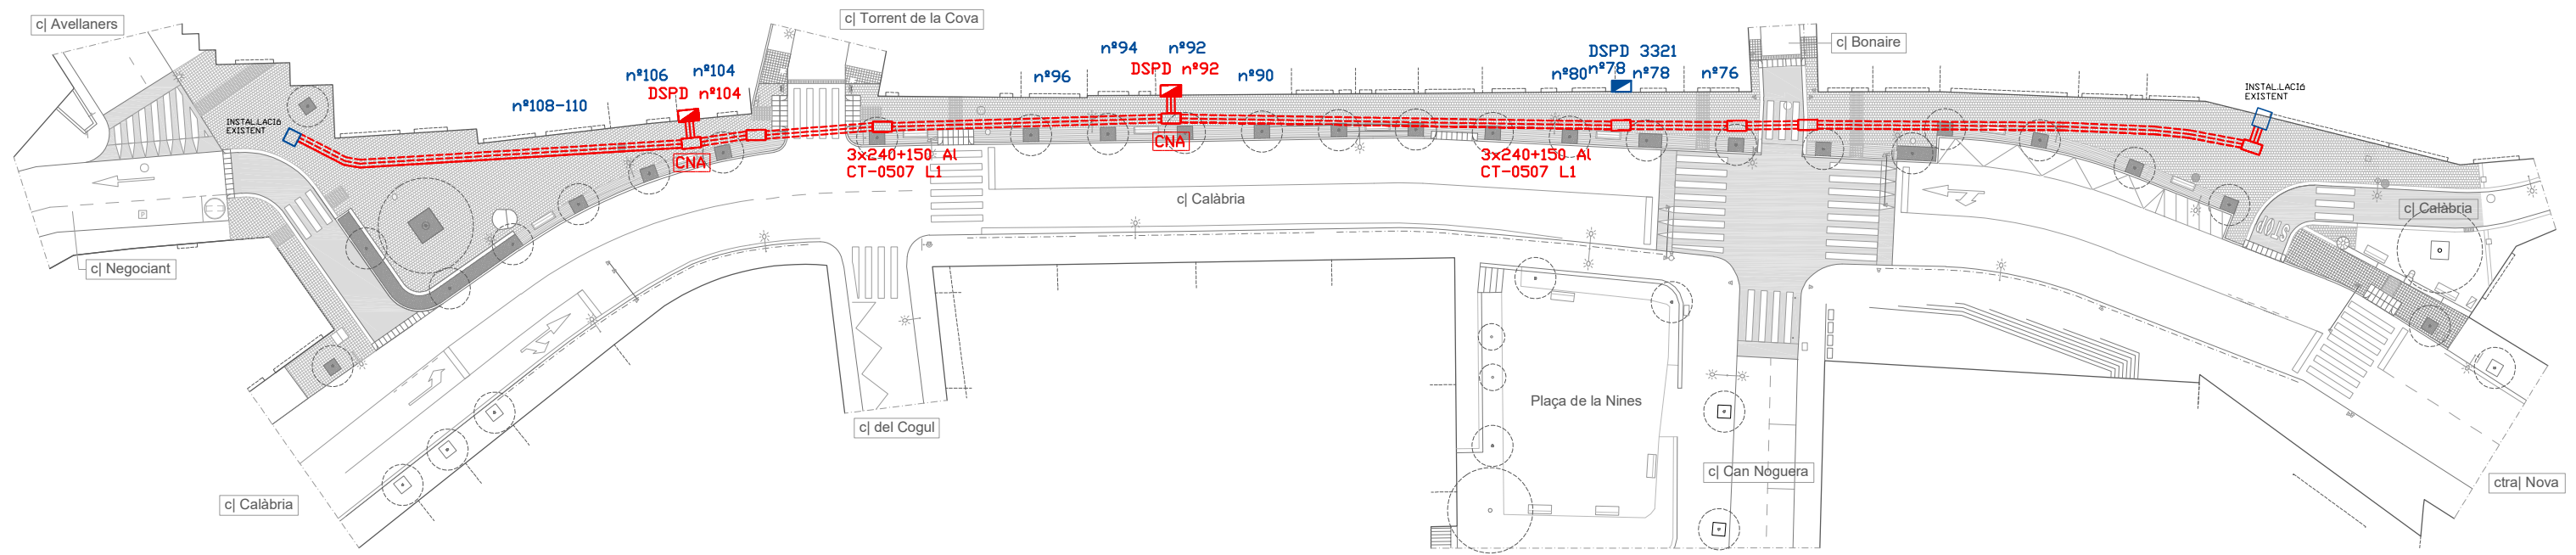 c| Avellaners
c| Torrent de la Cova
c| Bonaire
nº94
nº92
DSPD 3321
nº106
nº104
DSPD nº92
nº96
nº90
nº80
nº78
nº78
nº76
DSPD nº104
nº108-110
INSTAL.LACIó
EXISTENT
INSTAL.LACIó
EXISTENT
CNA
CNA
3x240+150 Al
CT-0507 L1
3x240+150 Al
CT-0507 L1
P
c| Calàbria
c| Calàbria
STOP
c| Negociant
Plaça de la Nines
c| del Cogul
c| Can Noguera
c| Calàbria
ctra| Nova